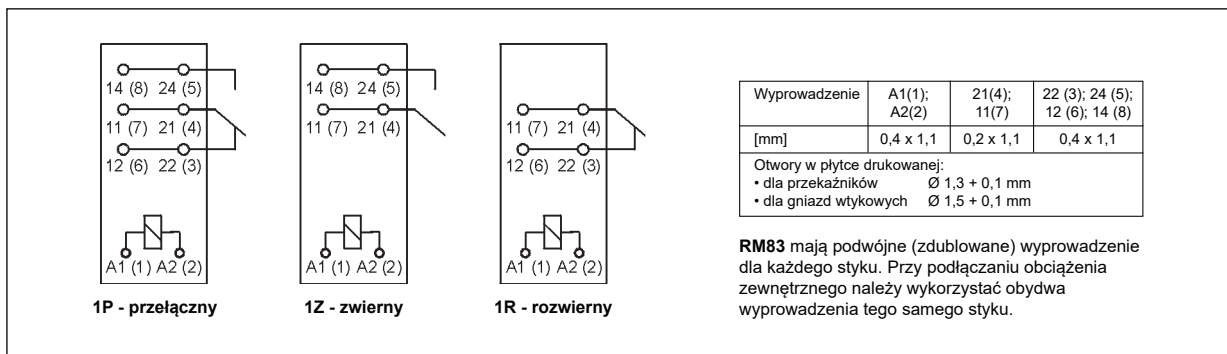 14 (8) 24 (5)
11 (7) 21 (4)
12 (6) 22 (3)
A1 (1) A2 (2)
1P - przełączny
14 (8) 24 (5)
11 (7) 21 (4)
A1 (1) A2 (2)
1Z - zwierny
11 (7) 21 (4)
12 (6) 22 (3)
A1 (1) A2 (2)
1R - rozwierny
Wyprowadzenie A1(1); 21(4); 22 (3); 24 (5);
A2(2) 11(7) 12 (6); 14 (8)
[mm] 0,4 x 1,1 0,2 x 1,1 0,4 x 1,1
Otwory w płytce drukowanej:
• dla przekaźników Ø 1,3 + 0,1 mm
• dla gniazd wtykowych Ø 1,5 + 0,1 mm
RM83 mają podwójne (zdublowane) wyprowadzenie
dla każdego styku. Przy podłączaniu obciążenia
zewnętrznego należy wykorzystać obydwa
wyprowadzenia tego samego styku.